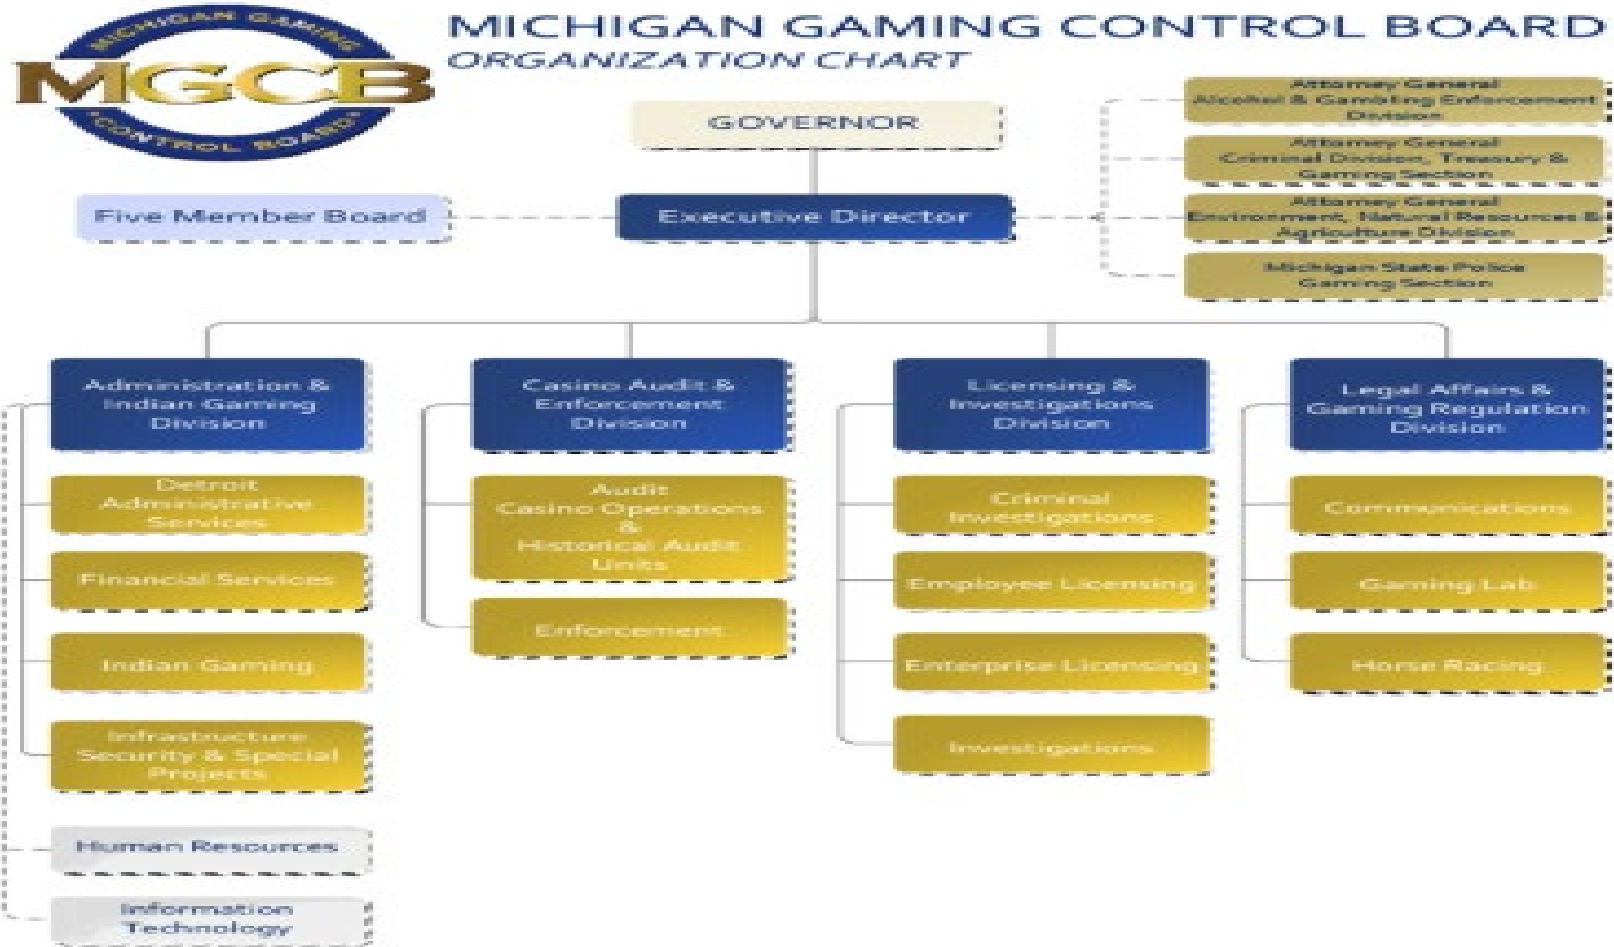 MICHIGAN GAMING
MGCB
CONTROL BOARD
MICHIGAN GAMING CONTROL BOARD
ORGANIZATION CHART
GOVERNOR
Five Member Board
Executive Director
Attorney General
Alcohol & Gambling Enforcement
Division
Attorney General
Criminal Division, Treasury &
Gaming Section
Attorney General
Environment, Natural Resources &
Agriculture Division
Michigan State Police
Gaming Section
Administration &
Indian Gaming
Division
Detroit
Administrative
Services
Financial Services
Indian Gaming
Infrastructure
Security & Special
Projects
Human Resources
Information
Technology
Casino Audit &
Enforcement
Division
Audit
Casino Operations
&
Historical Audit
Units
Enforcement
Licensing &
Investigations
Division
Criminal
Investigations
Employee Licensing
Enterprise Licensing
Investigations
Legal Affairs &
Gaming Regulation
Division
Communications
Gaming Lab
Horse Racing